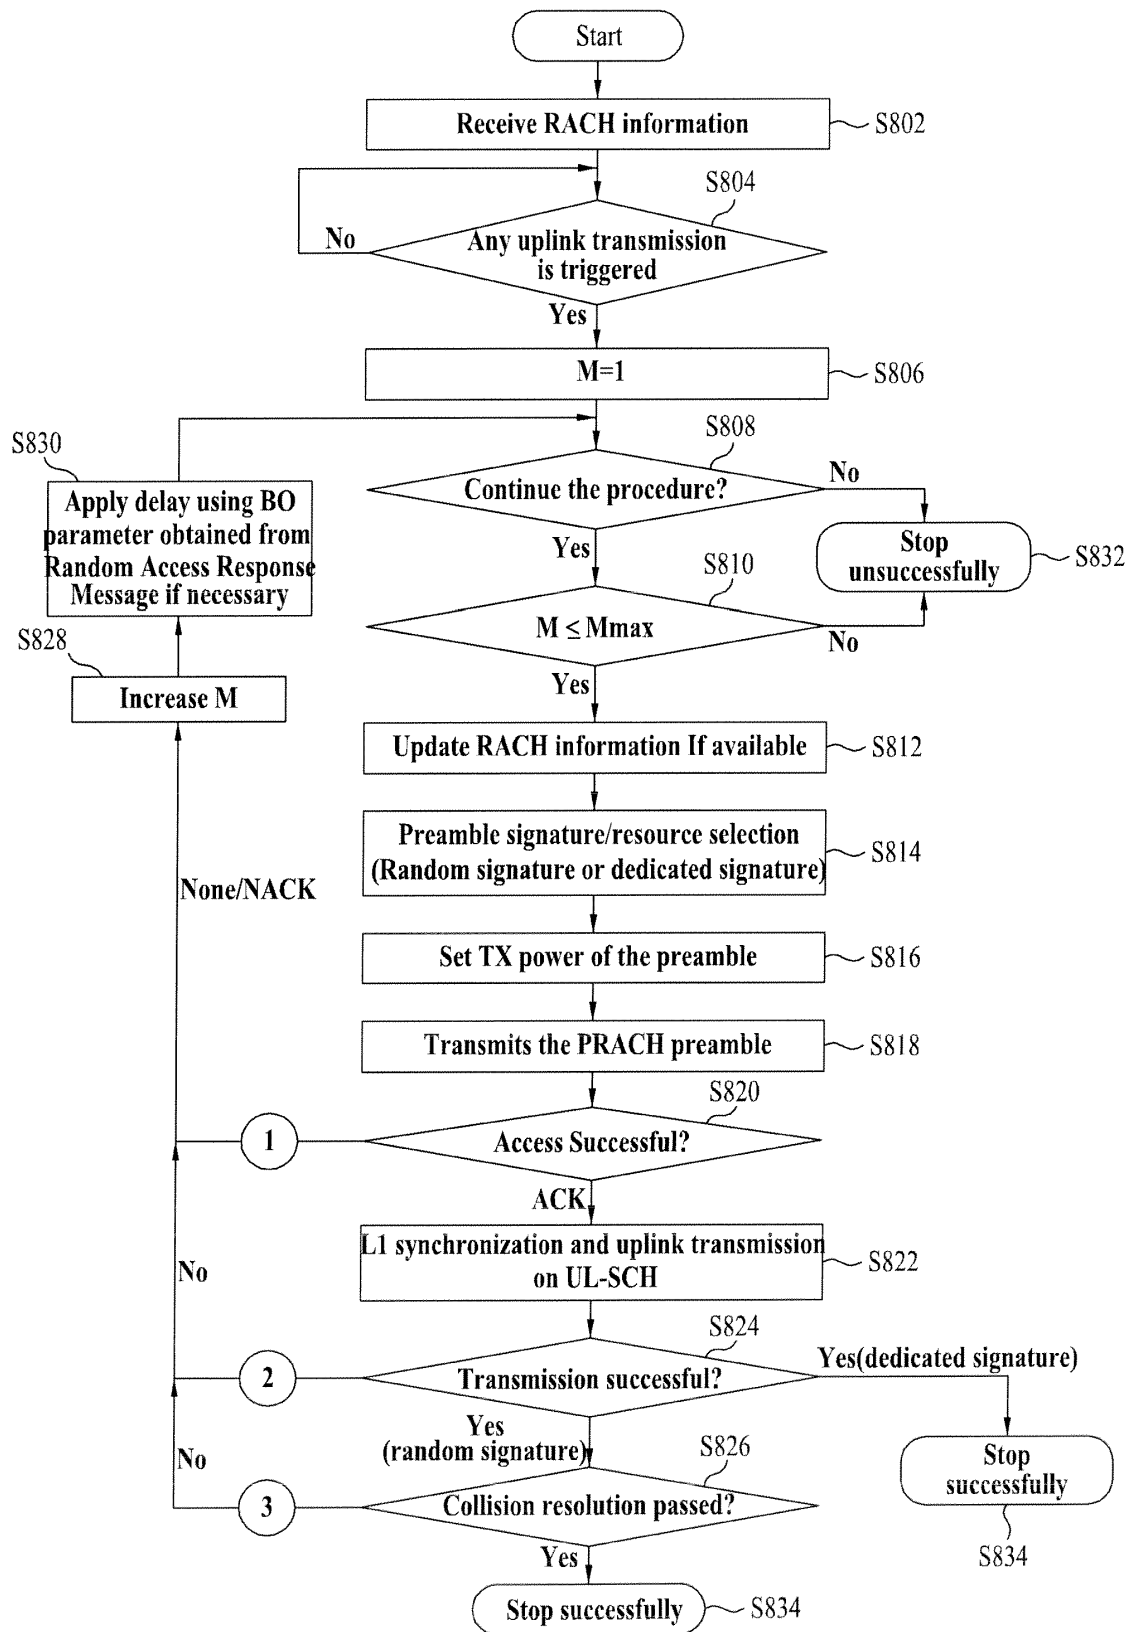 Start
Receive RACH information
S802
S804
No
Any uplink transmission
is triggered
Yes
M=1
S806
S830
S808
Apply delay using BO
parameter obtained from
Random Access Response
Message if necessary
Continue the procedure?
No
Yes
Stop
unsuccessfully
S832
S810
M ≤ Mmax
No
S828
Increase M
Yes
Update RACH information If available
S812
Preamble signature/resource selection
(Random signature or dedicated signature)
S814
None/NACK
Set TX power of the preamble
S816
Transmits the PRACH preamble
S818
S820
1
Access Successful?
ACK
L1 synchronization and uplink transmission
on UL-SCH
S822
No
S824
2
Transmission successful?
Yes(dedicated signature)
Yes
(random signature)
S826
No
Stop
successfully
3
Collision resolution passed?
S834
Yes
Stop successfully
S834